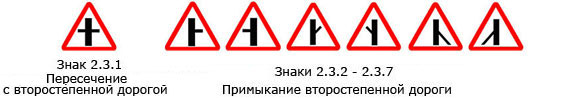 Знак 2.3.1
Пересечение
с второстепенной дорогой
Знаки 2.3.2 - 2.3.7
Примыкание второстепенной дороги